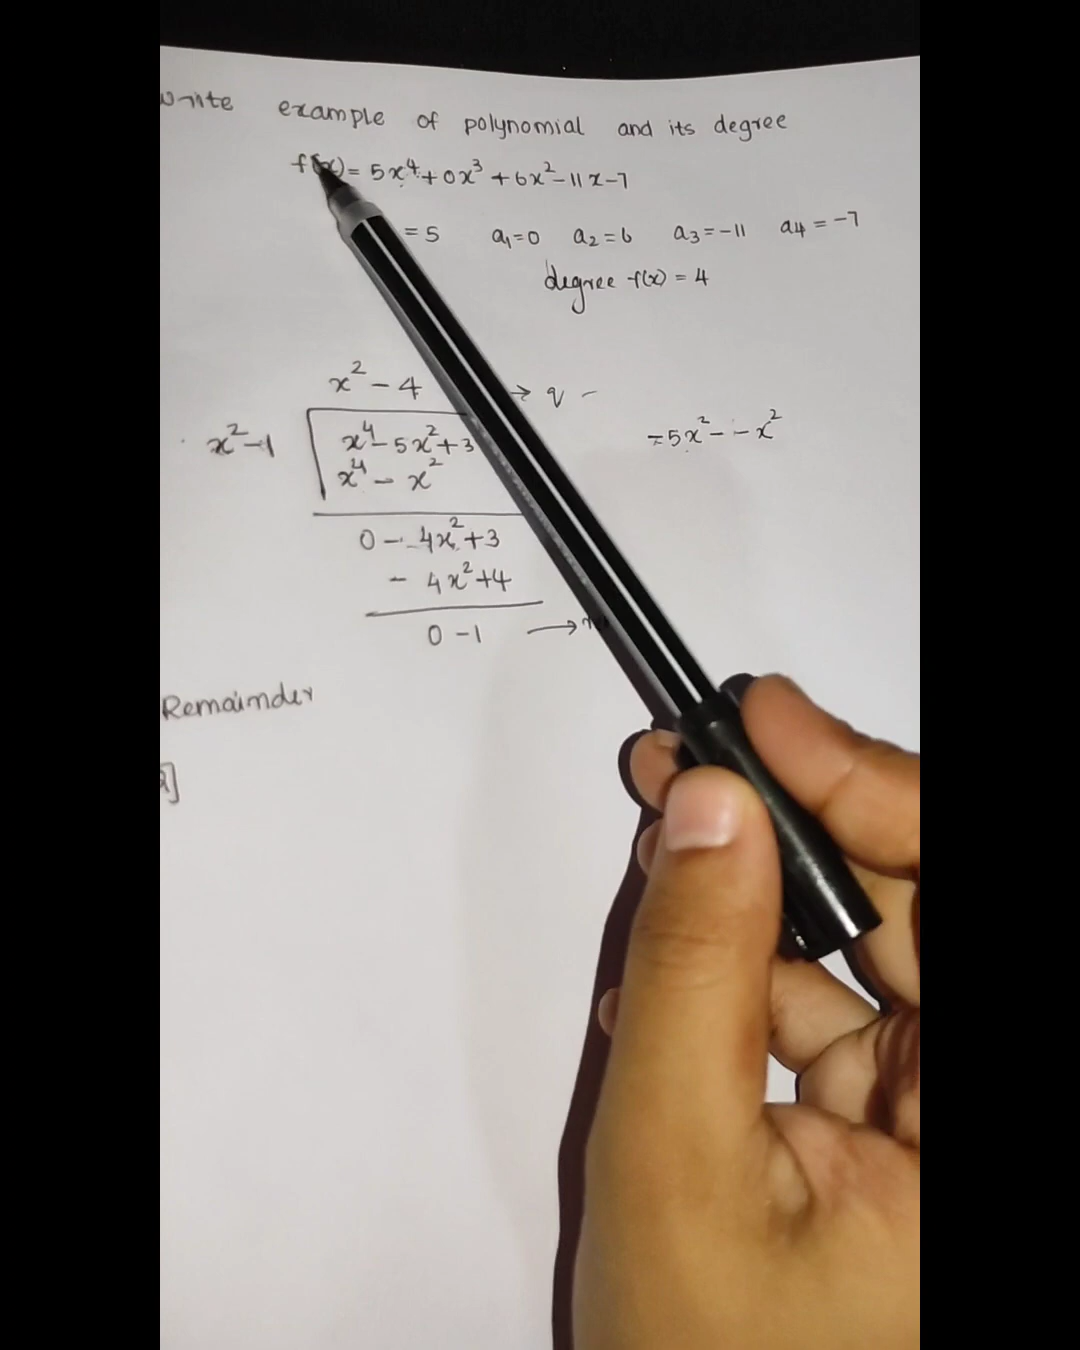 write example of polynomial and its degree
f(x) = 5x⁴ + 0x³ + 6x² - 11x - 7
= 5 a₁ = 0 a₂ = 6 a₃ = -11 a₄ = -7
degree f(x) = 4
x² - 4 → q -
x² - 1 x⁴ - 5x² + 3 = 5x² - - x²
x⁴ - x²
0 - 4x² + 3
- 4x² + 4
0 - 1 →
Remainder
]